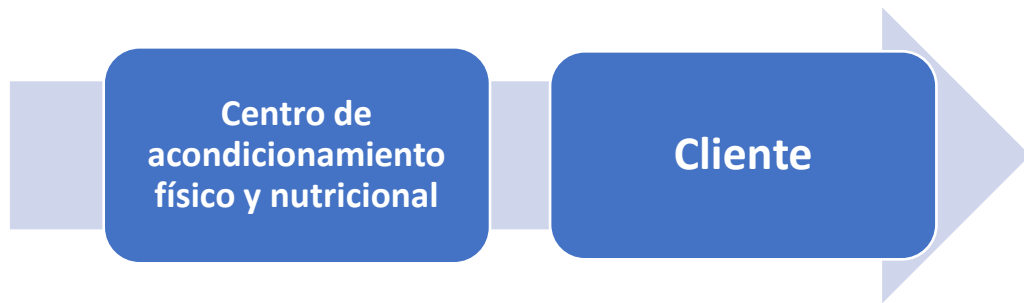 Centro de
acondicionamiento
físico y nutricional
Cliente